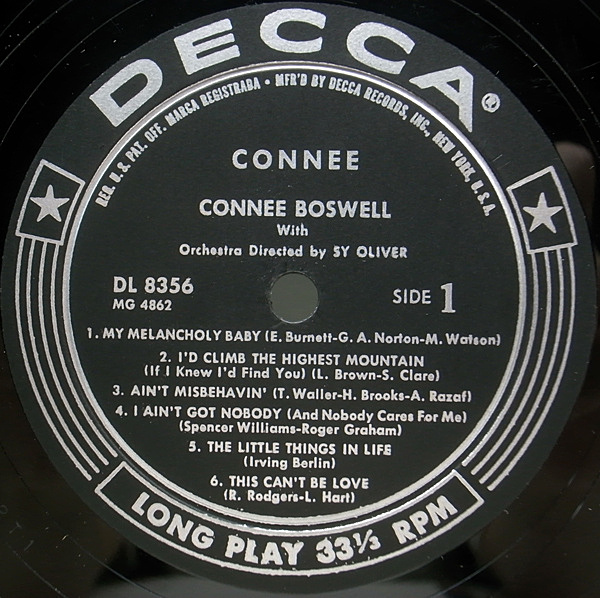 DECCA®
REG. U.S. PAT. OFF. MARCA REGISTRADA • MFR'D BY DECCA RECORDS, INC., NEW YORK, U.S.A.
CONNEE
CONNEE BOSWELL
With
Orchestra Directed by SY OLIVER
DL 8356
MG 4862
SIDE 1
1. MY MELANCHOLY BABY (E. Burnett-G. A. Norton-M. Watson)
2. I'D CLIMB THE HIGHEST MOUNTAIN
(If I Knew I'd Find You) (L. Brown-S. Clare)
3. AIN'T MISBEHAVIN' (T. Waller-H. Brooks-A. Razaf)
4. I AIN'T GOT NOBODY (And Nobody Cares For Me)
(Spencer Williams-Roger Graham)
5. THE LITTLE THINGS IN LIFE
(Irving Berlin)
6. THIS CAN'T BE LOVE
(R. Rodgers-L. Hart)
LONG PLAY 33⅓ RPM